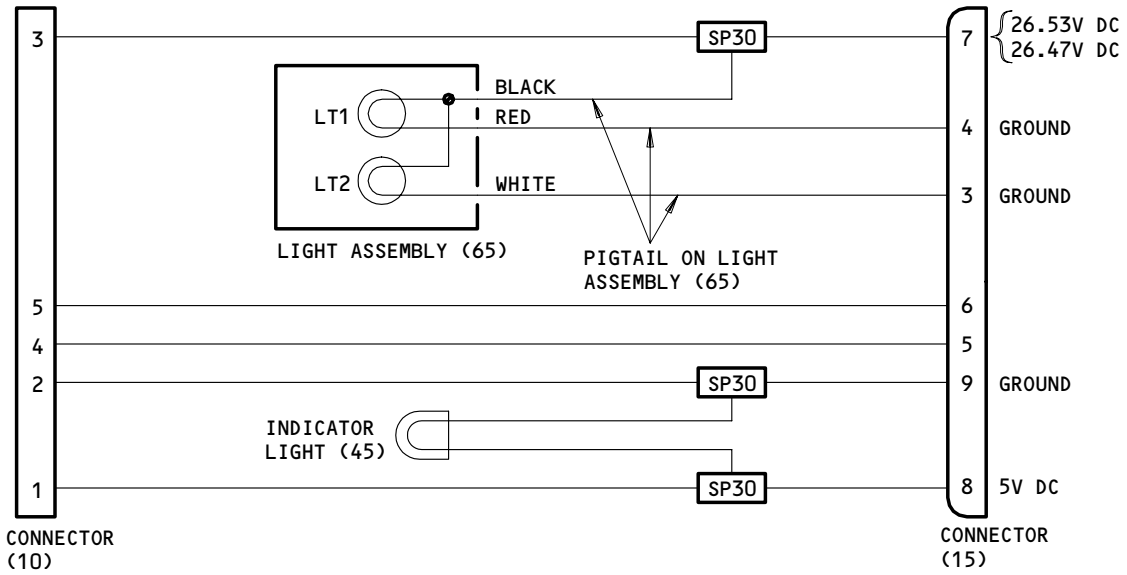 3
SP30
7
26.53V DC
26.47V DC
BLACK
LT1
RED
4
GROUND
LT2
WHITE
3
GROUND
LIGHT ASSEMBLY (65)
PIGTAIL ON LIGHT
ASSEMBLY (65)
5
6
4
5
2
SP30
9
GROUND
INDICATOR
LIGHT (45)
1
SP30
8
5V DC
CONNECTOR
(10)
CONNECTOR
(15)